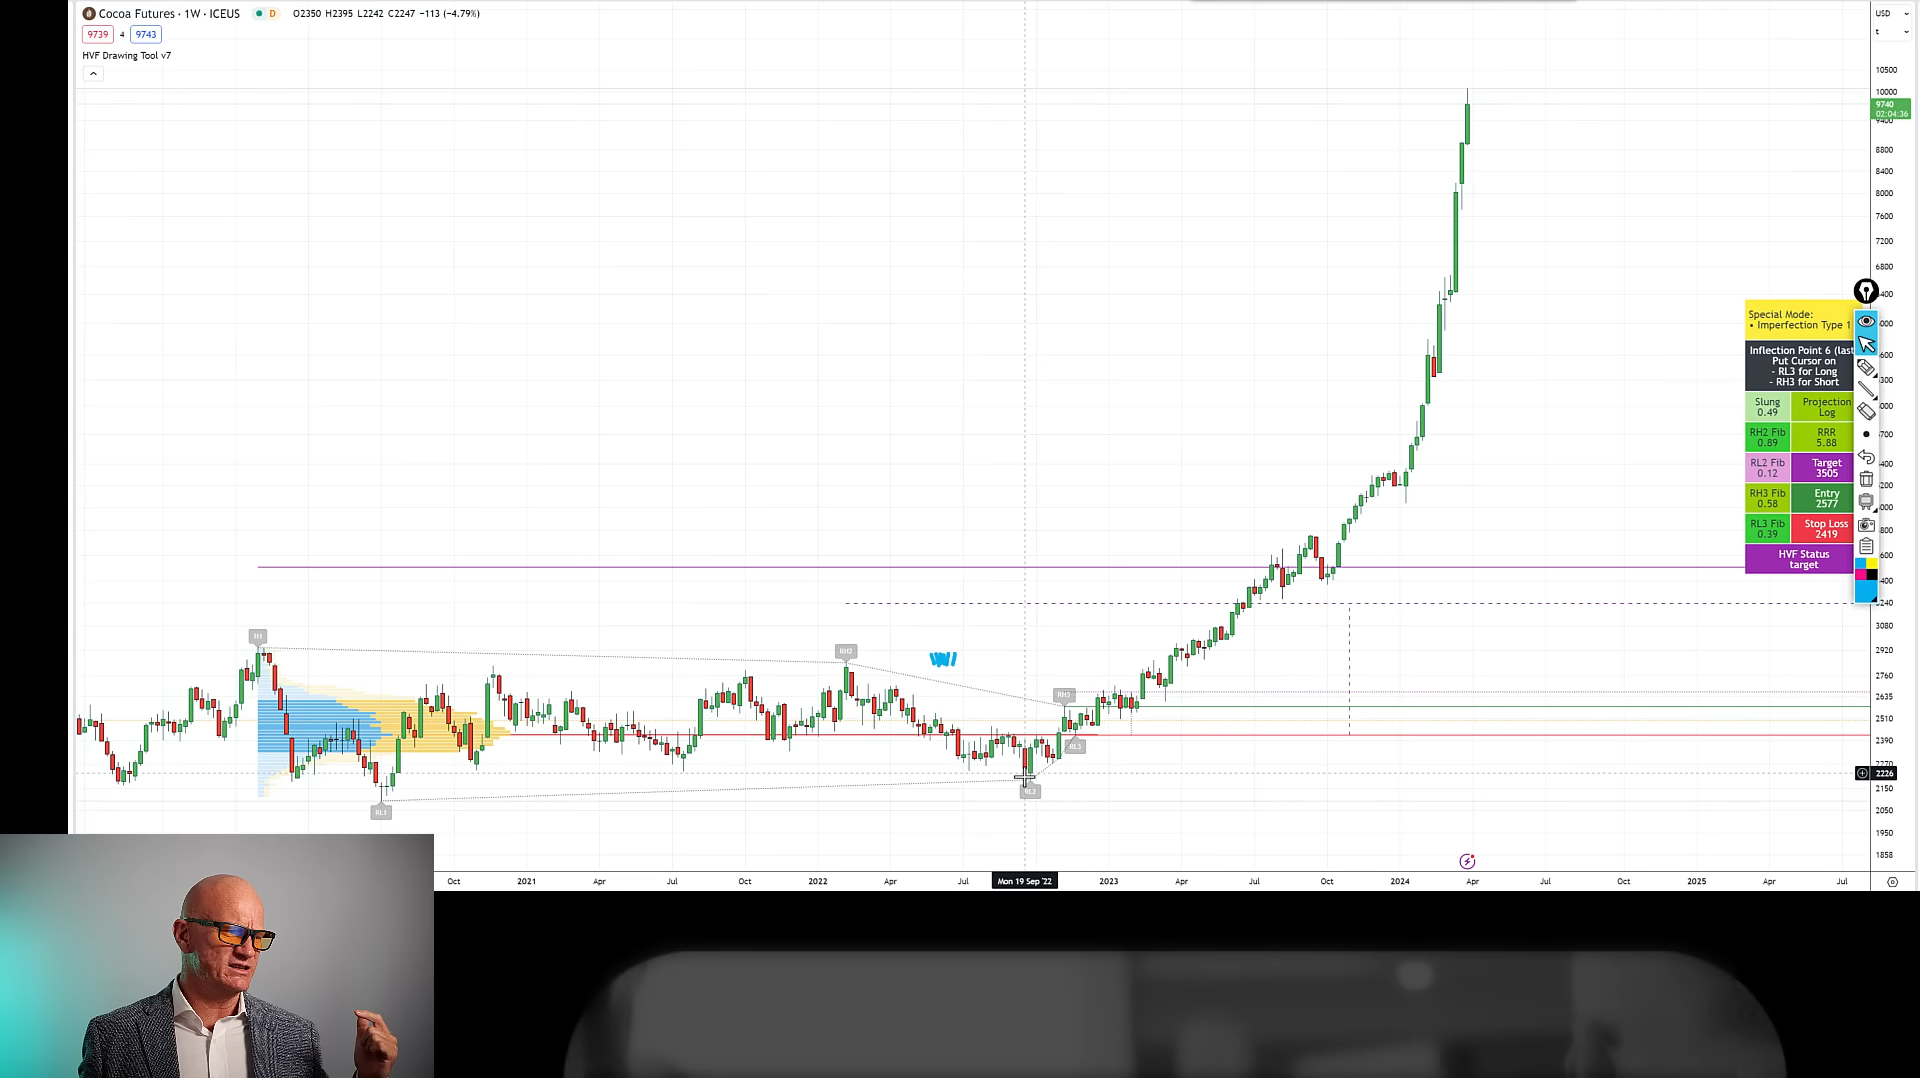 Cocoa Futures · 1W · ICEUS D O2350 H2395 L2242 C2247 −113 (−4.79%)
9739 4 9743
HVF Drawing Tool v7
USD
t
10500
10000
9740
02:04:36
9400
8800
8400
8000
7600
7200
6800
Special Mode:
• Imperfection Type 1
Inflection Point 6 (last
Put Cursor on
- RL3 for Long
- RH3 for Short
Slung
0.49
Projection
Log
RH2 Fib
0.89
RRR
5.88
RL2 Fib
0.12
Target
3505
RH3 Fib
0.58
Entry
2577
RL3 Fib
0.39
Stop Loss
2419
HVF Status
target
3080
2920
2760
2635
2510
2390
2270
2226
2150
2050
1950
1858
H1
RH2
RH3
RL3
RL2
RL1
Oct 2021 Apr Jul Oct 2022 Apr Jul Mon 19 Sep '22 2023 Apr Jul Oct 2024 Apr Jul Oct 2025 Apr Jul